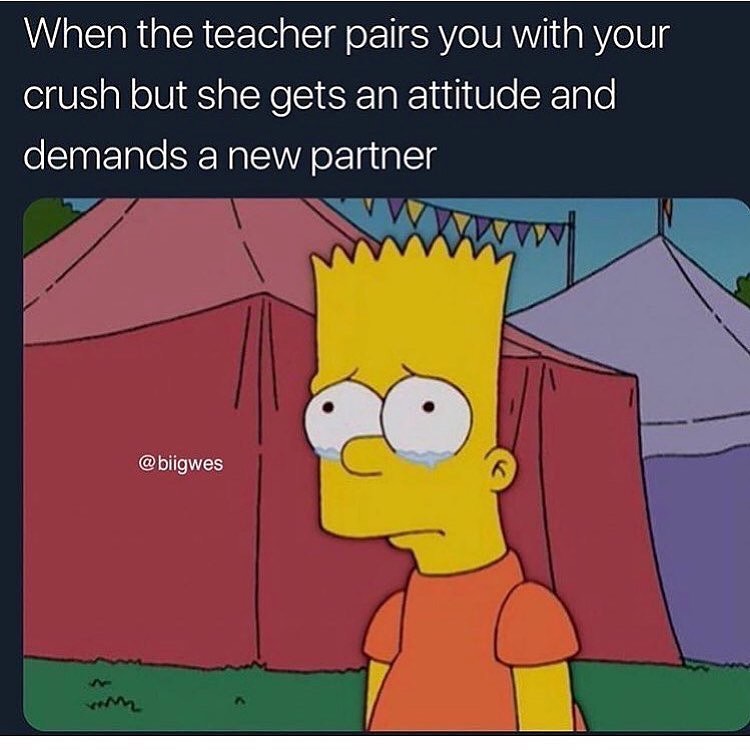 When the teacher pairs you with your
crush but she gets an attitude and
demands a new partner
@biigwes